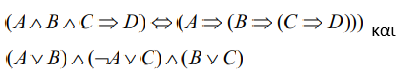 (A ∧ B ∧ C ⇒ D) ⇔ (A ⇒ (B ⇒ (C ⇒ D))) και
(A ∨ B) ∧ (¬A ∨ C) ∧ (B ∨ C)